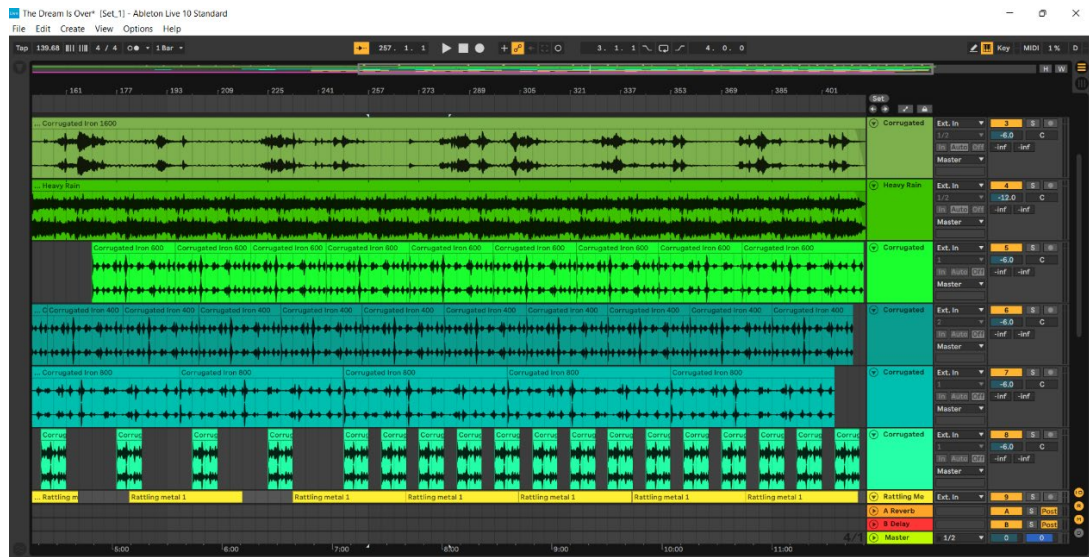 The Dream Is Over* [Set_1] - Ableton Live 10 Standard
File Edit Create View Options Help
Tap 139.68 4 / 4 1 Bar 257. 1. 1 3. 1. 1 4. 0. 0 Key MIDI 1% D
H W
161 177 193 209 225 241 257 273 289 305 321 337 353 369 385 401
Set
... Corrugated Iron 1600 Corrugated Ext. In 3 S
1/2 -6.0 C
In Auto Off -inf -inf
Master
... Heavy Rain Heavy Rain Ext. In 4 S
1/2 -12.0 C
In Auto Off -inf -inf
Master
Corrugated Iron 600 Corrugated Iron 600 Corrugated Iron 600 Corrugated Iron 600 Corrugated Iron 600 Corrugated Iron 600 Corrugated Iron 600 Corrugated Iron 600 Corrugated Iron 600 Corrugated Ext. In 5 S
1 -6.0 C
In Auto Off -inf -inf
Master
... C Corrugated Iron 400 Corrugated Iron 400 Corrugated Iron 400 Corrugated Iron 400 Corrugated Iron 400 Corrugated Iron 400 Corrugated Iron 400 Corrugated Iron 400 Corrugated Iron 400 Corrugated Iron 400 Corrugated Ext. In 6 S
2 -6.0 C
In Auto Off -inf -inf
Master
... Corrugated Iron 800 Corrugated Iron 800 Corrugated Iron 800 Corrugated Iron 800 Corrugated Iron 800 Corrugated Ext. In 7 S
1 -6.0 C
In Auto Off -inf -inf
Master
Corrug Corrug Corrug Corrug Corrug Corrug Corrug Corrug Corrug Corrug Corrug Corrug Corrug Corrug Corrug Corrug Corrug Corrug Corrugated Ext. In 8 S
1 -6.0 C
In Auto Off -inf -inf
Master
... Rattling m Rattling metal 1 Rattling metal 1 Rattling metal 1 Rattling metal 1 Rattling metal 1 Rattling metal 1 Rattling Me Ext. In 9 S
A Reverb A S Post
B Delay B S Post
4/1 Master 1/2 0 0
5:00 6:00 7:00 8:00 9:00 10:00 11:00